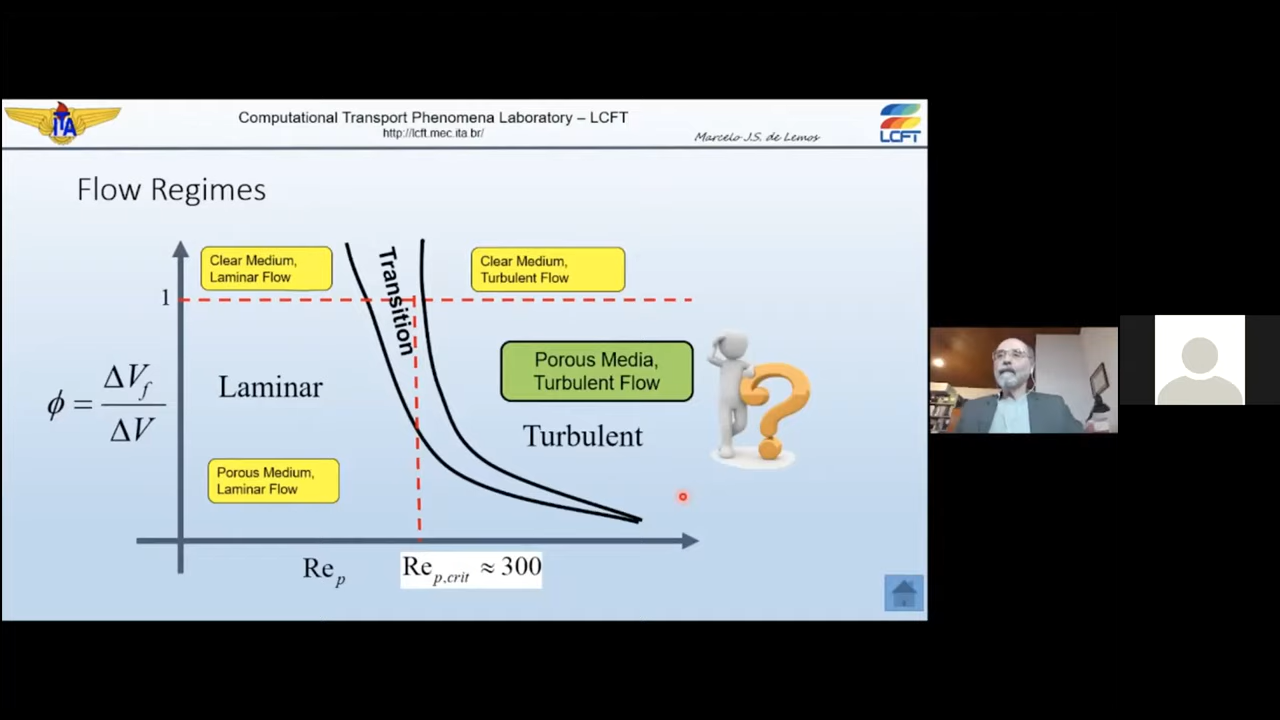 ITA
Computational Transport Phenomena Laboratory – LCFT
http://lcft.mec.ita.br/
Marcelo J.S. de Lemos
LCFT
Flow Regimes
Clear Medium,
Laminar Flow
Transition
Clear Medium,
Turbulent Flow
1
Porous Media,
Turbulent Flow
ϕ = ΔV_f / ΔV
Laminar
Turbulent
Porous Medium,
Laminar Flow
Re_p
Re_{p,crit} ≈ 300